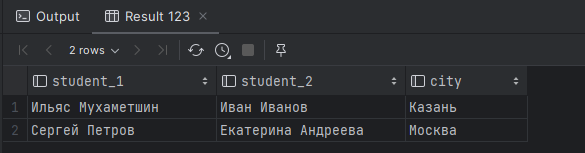 Output Result 123
2 rows
student_1 student_2 city
1 Ильяс Мухаметшин Иван Иванов Казань
2 Сергей Петров Екатерина Андреева Москва